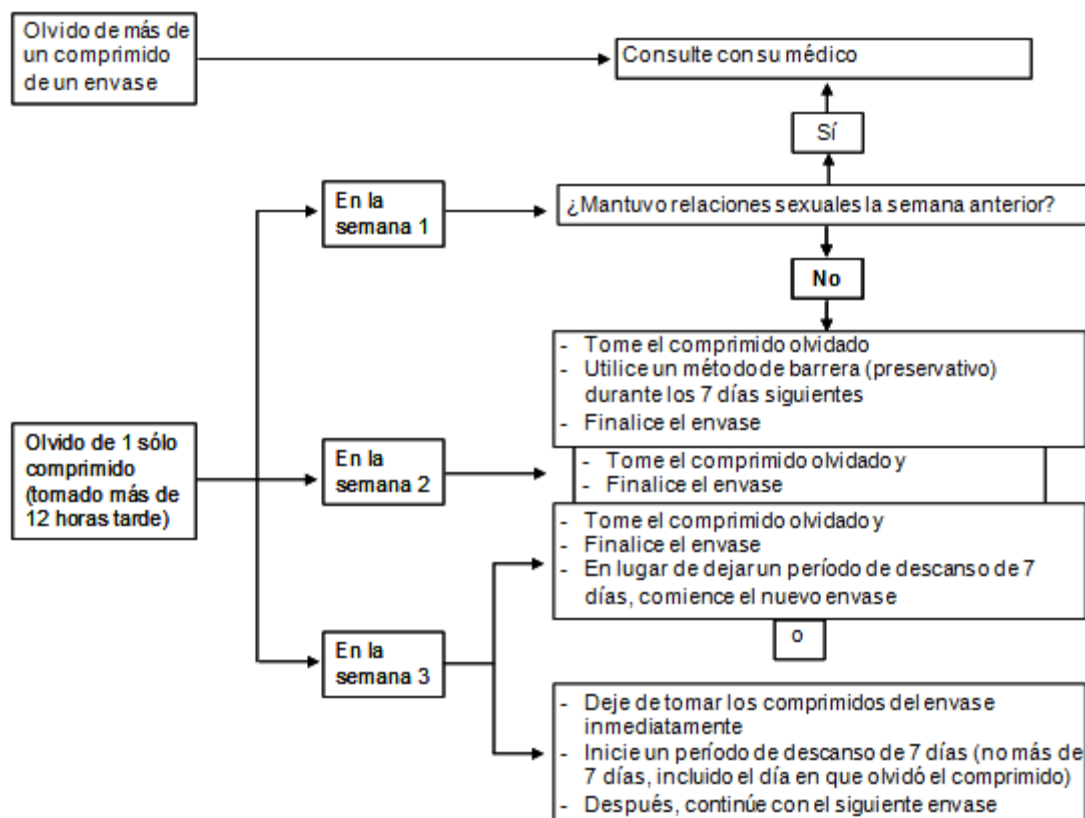 Olvido de más de
un comprimido
de un envase
Consulte con su médico
Sí
En la
semana 1
¿Mantuvo relaciones sexuales la semana anterior?
No
- Tome el comprimido olvidado
- Utilice un método de barrera (preservativo)
durante los 7 días siguientes
- Finalice el envase
Olvido de 1 sólo
comprimido
(tomado más de
12 horas tarde)
En la
semana 2
- Tome el comprimido olvidado y
- Finalice el envase
- Tome el comprimido olvidado y
- Finalice el envase
- En lugar de dejar un período de descanso de 7
días, comience el nuevo envase
o
En la
semana 3
- Deje de tomar los comprimidos del envase
inmediatamente
- Inicie un período de descanso de 7 días (no más de
7 días, incluido el día en que olvidó el comprimido)
- Después, continúe con el siguiente envase